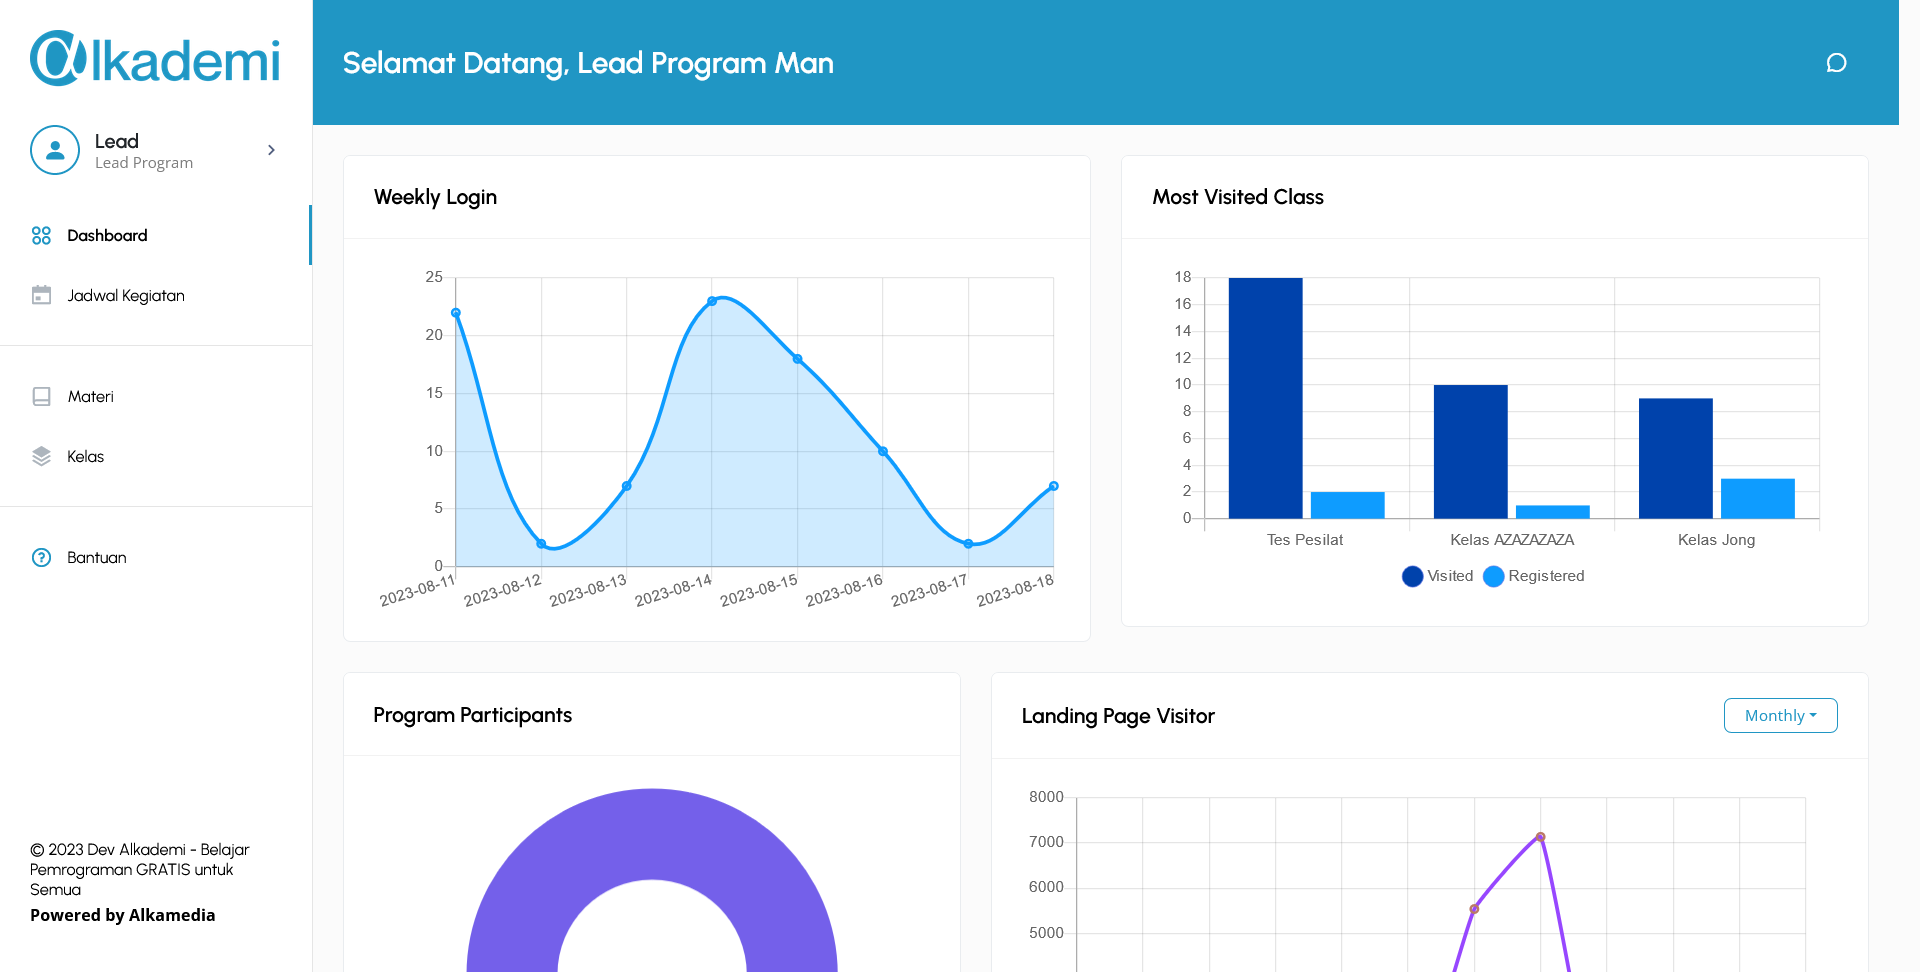 alkademi
Lead
Lead Program
Dashboard
Jadwal Kegiatan
Materi
Kelas
Bantuan
© 2023 Dev Alkademi - Belajar
Pemrograman GRATIS untuk
Semua
Powered by Alkamedia
Selamat Datang, Lead Program Man
Weekly Login
25
20
15
10
5
0
2023-08-11
2023-08-12
2023-08-13
2023-08-14
2023-08-15
2023-08-16
2023-08-17
2023-08-18
Most Visited Class
18
16
14
12
10
8
6
4
2
0
Tes Pesilat
Kelas AZAZAZAZA
Kelas Jong
Visited
Registered
Program Participants
Landing Page Visitor
Monthly
8000
7000
6000
5000